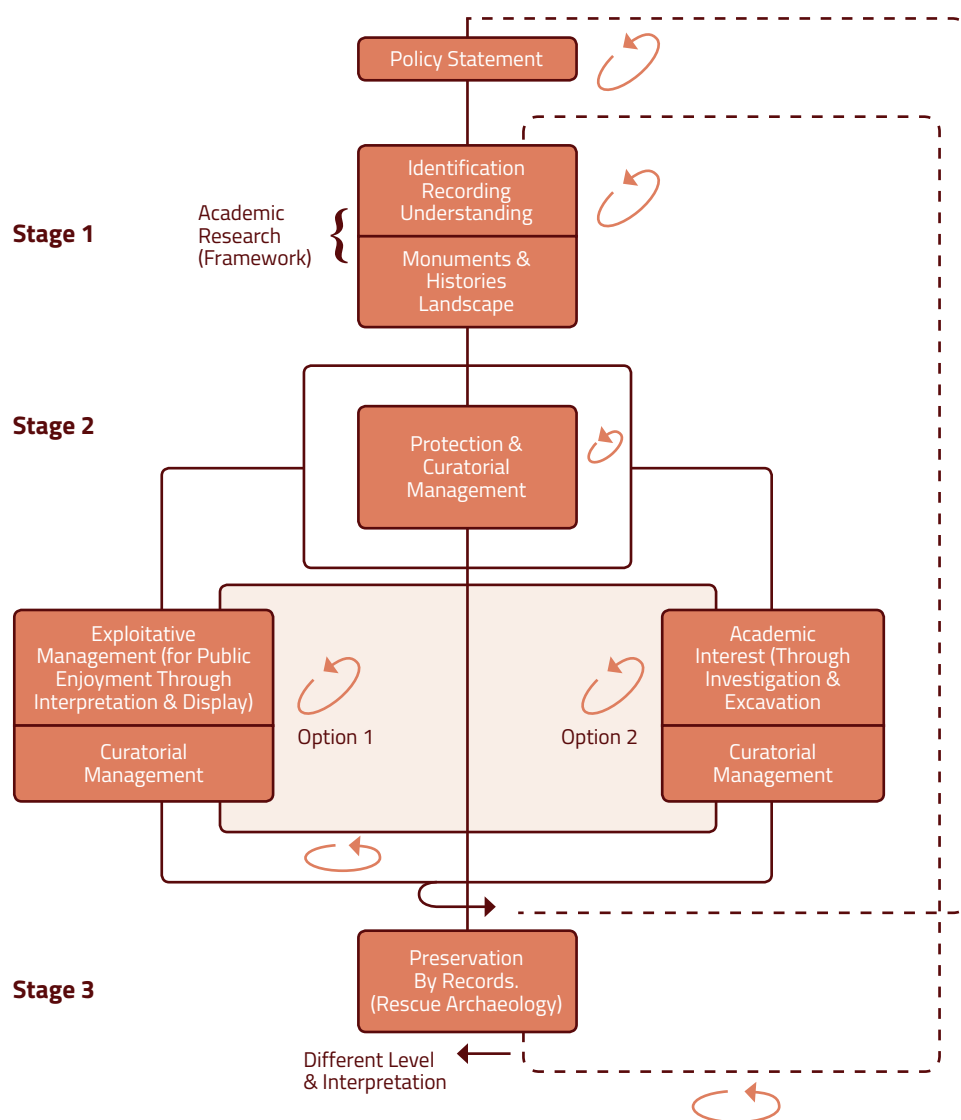 Policy Statement
Identification
Recording
Understanding
Stage 1
Academic
Research
(Framework)
{
Monuments &
Histories
Landscape
Stage 2
Protection &
Curatorial
Management
Exploitative
Management (for Public
Enjoyment Through
Interpretation & Display)
Curatorial
Management
Option 1
Option 2
Academic
Interest (Through
Investigation &
Excavation
Curatorial
Management
Stage 3
Preservation
By Records.
(Rescue Archaeology)
Different Level
& Interpretation